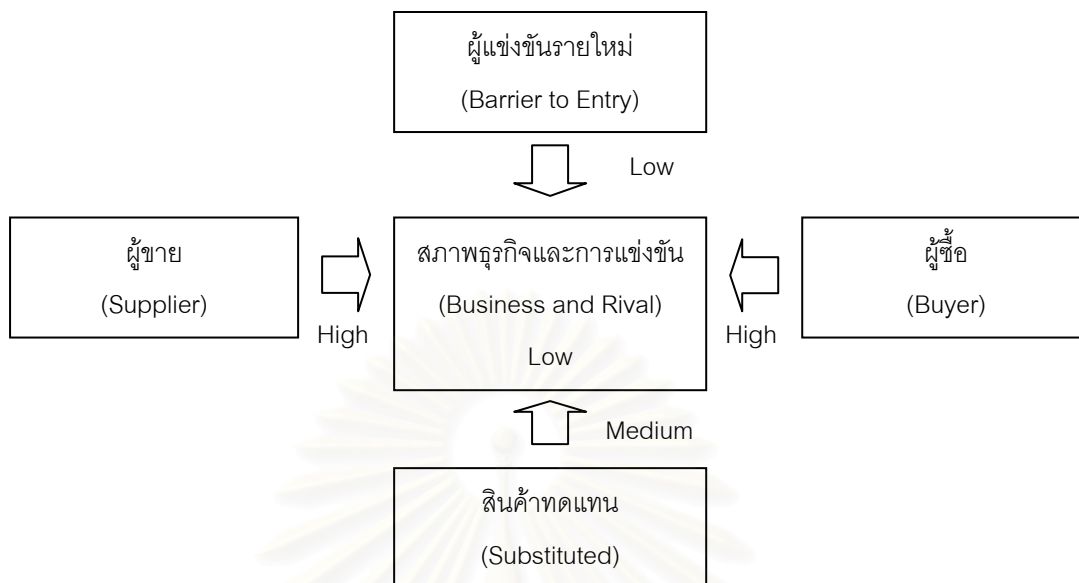 ผู้แข่งขันรายใหม่
(Barrier to Entry)
Low
ผู้ขาย
(Supplier)
High
สภาพธุรกิจและการแข่งขัน
(Business and Rival)
Low
ผู้ซื้อ
(Buyer)
High
Medium
สินค้าทดแทน
(Substituted)